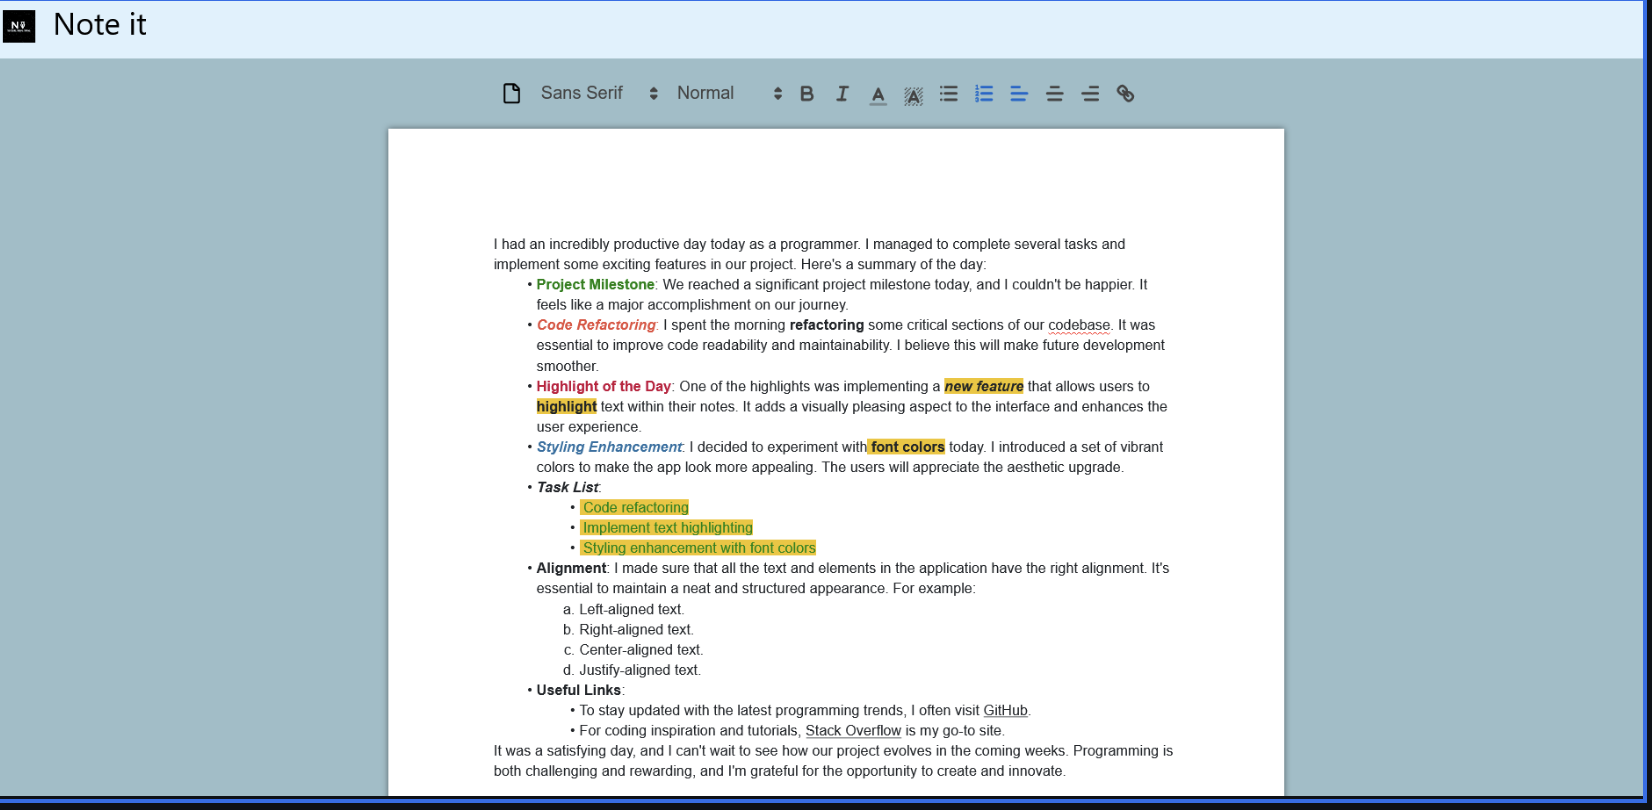 Note it
Sans Serif Normal
I had an incredibly productive day today as a programmer. I managed to complete several tasks and
implement some exciting features in our project. Here's a summary of the day:
• Project Milestone: We reached a significant project milestone today, and I couldn't be happier. It
feels like a major accomplishment on our journey.
• Code Refactoring: I spent the morning refactoring some critical sections of our codebase. It was
essential to improve code readability and maintainability. I believe this will make future development
smoother.
• Highlight of the Day: One of the highlights was implementing a new feature that allows users to
highlight text within their notes. It adds a visually pleasing aspect to the interface and enhances the
user experience.
• Styling Enhancement: I decided to experiment with font colors today. I introduced a set of vibrant
colors to make the app look more appealing. The users will appreciate the aesthetic upgrade.
• Task List:
• Code refactoring
• Implement text highlighting
• Styling enhancement with font colors
• Alignment: I made sure that all the text and elements in the application have the right alignment. It's
essential to maintain a neat and structured appearance. For example:
a. Left-aligned text.
b. Right-aligned text.
c. Center-aligned text.
d. Justify-aligned text.
• Useful Links:
• To stay updated with the latest programming trends, I often visit GitHub.
• For coding inspiration and tutorials, Stack Overflow is my go-to site.
It was a satisfying day, and I can't wait to see how our project evolves in the coming weeks. Programming is
both challenging and rewarding, and I'm grateful for the opportunity to create and innovate.